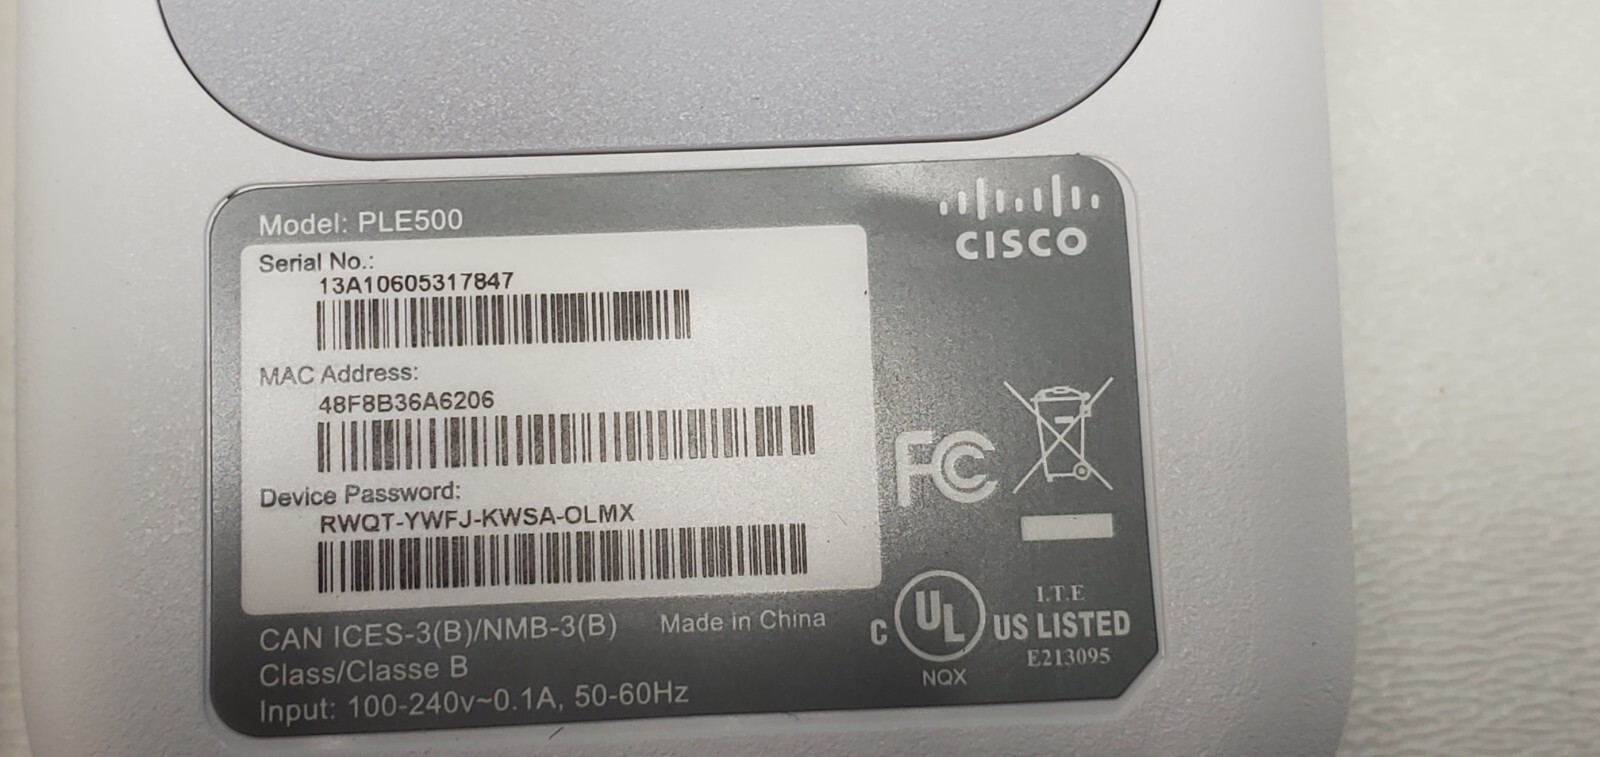 Model: PLE500
CISCO
Serial No.:
13A10605317847
MAC Address:
48F8B36A6206
Device Password:
RWQT-YWFJ-KWSA-OLMX
FC
CAN ICES-3(B)/NMB-3(B) Made in China
Class/Classe B
Input: 100-240v~0.1A, 50-60Hz
C UL US LISTED
I.T.E
E213095
NQX